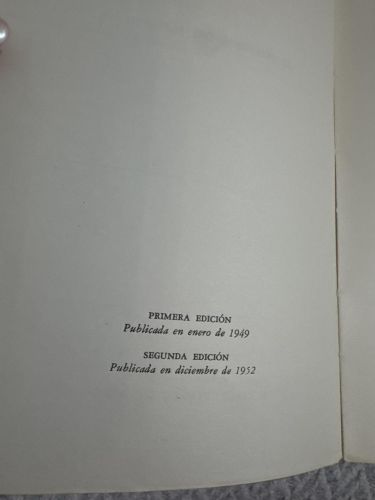 PRIMERA EDICIÓN
Publicada en enero de 1949
SEGUNDA EDICIÓN
Publicada en diciembre de 1952